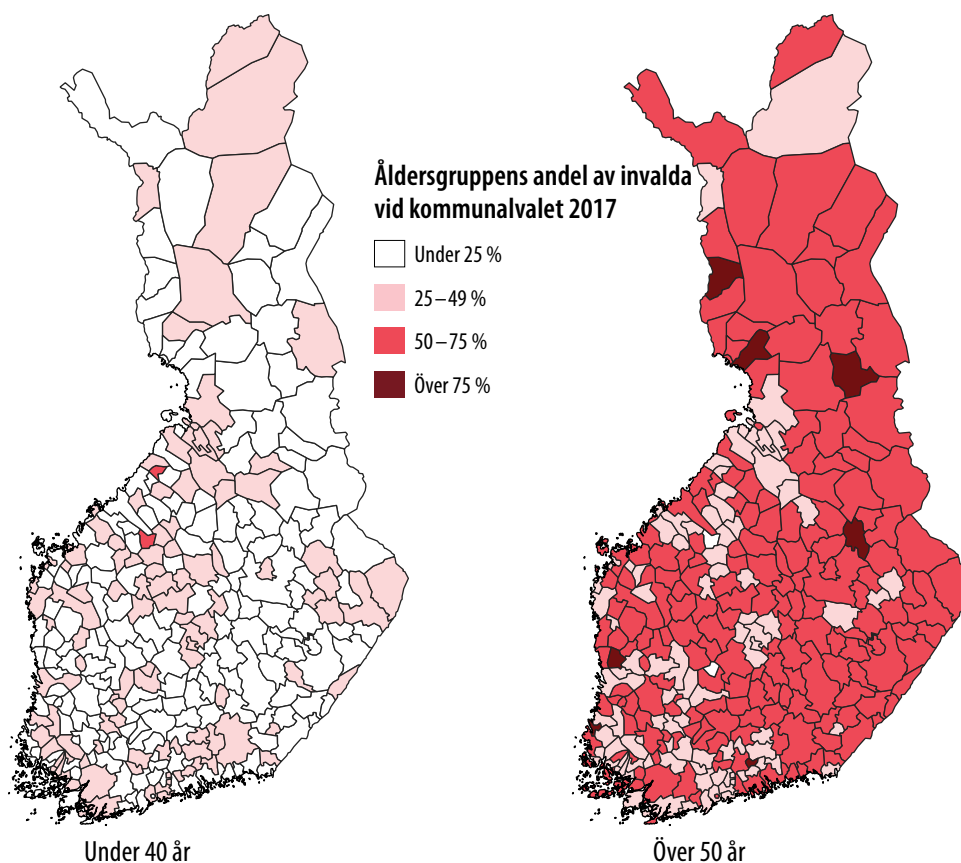 Åldersgruppens andel av invalda
vid kommunalvalet 2017
Under 25 %
25–49 %
50–75 %
Över 75 %
Under 40 år
Över 50 år